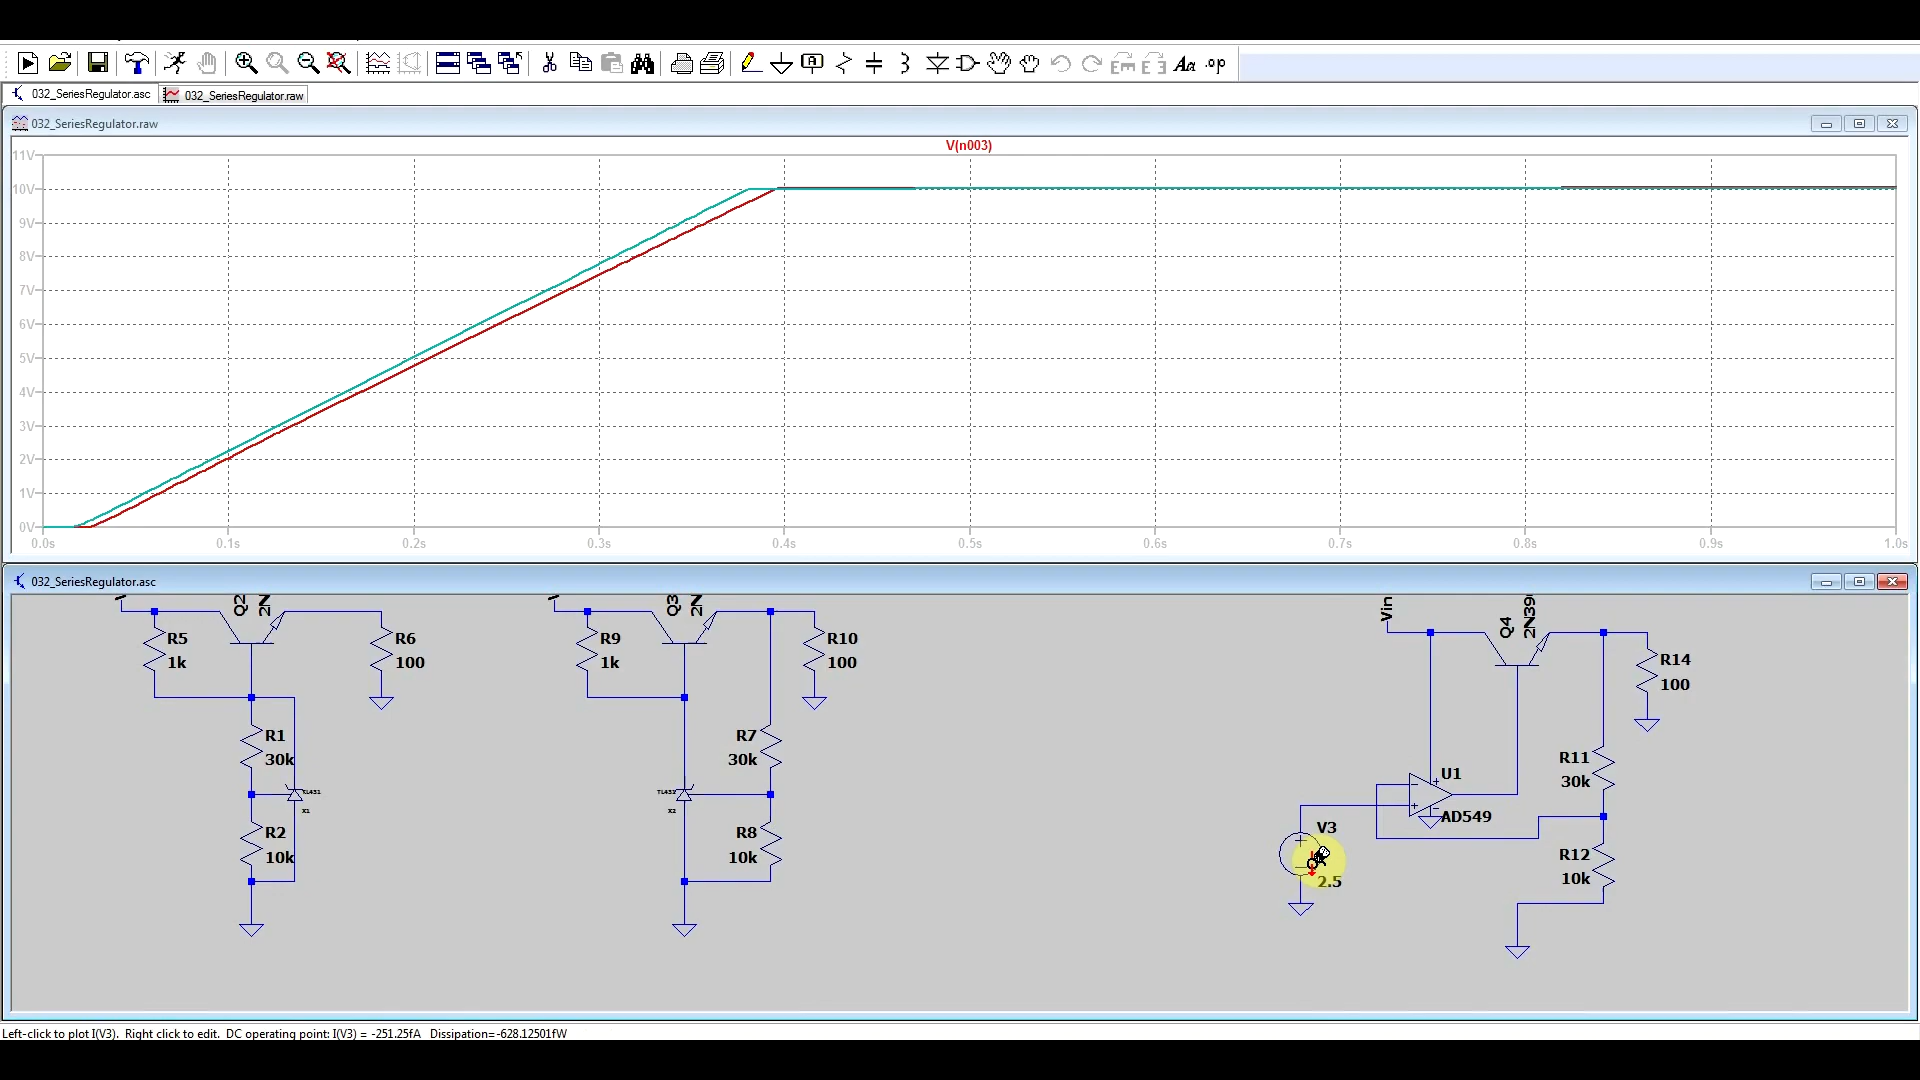 032_SeriesRegulator.asc
032_SeriesRegulator.raw
032_SeriesRegulator.raw
V(n003)
11V
10V
9V
8V
7V
6V
5V
4V
3V
2V
1V
0V
0.0s 0.1s 0.2s 0.3s 0.4s 0.5s 0.6s 0.7s 0.8s 0.9s 1.0s
032_SeriesRegulator.asc
Q2
R5
1k
R6
100
R1
30k
TL431
X1
R2
10k
Q3
R9
1k
R10
100
R7
30k
TL431
X2
R8
10k
Vin
Q4
R14
100
U1
AD549
R11
30k
V3
2.5
R12
10k
Left-click to plot I(V3). Right click to edit. DC operating point: I(V3) = -251.25fA Dissipation=-628.12501fW